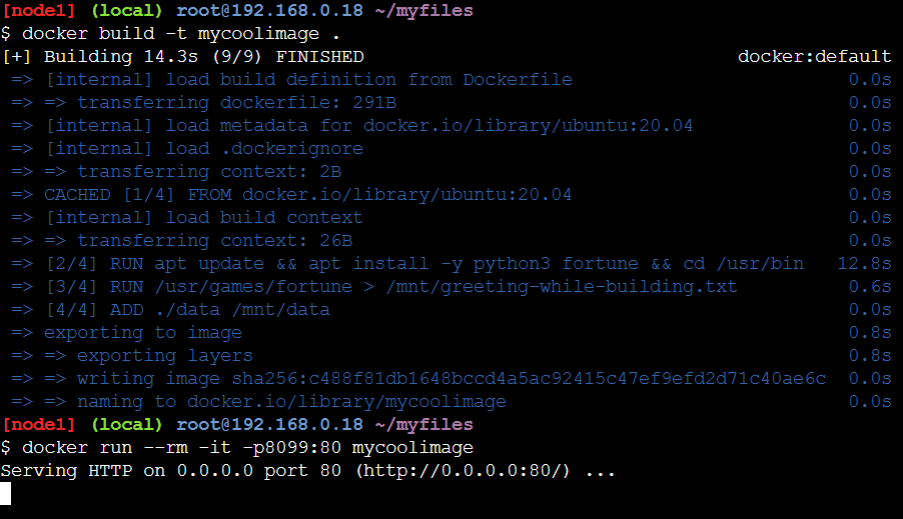 [node1] (local) root@192.168.0.18 ~/myfiles
$ docker build -t mycoolimage .
[+] Building 14.3s (9/9) FINISHED docker:default
=> [internal] load build definition from Dockerfile 0.0s
=> => transferring dockerfile: 291B 0.0s
=> [internal] load metadata for docker.io/library/ubuntu:20.04 0.0s
=> [internal] load .dockerignore 0.0s
=> => transferring context: 2B 0.0s
=> CACHED [1/4] FROM docker.io/library/ubuntu:20.04 0.0s
=> [internal] load build context 0.0s
=> => transferring context: 26B 0.0s
=> [2/4] RUN apt update && apt install -y python3 fortune && cd /usr/bin 12.8s
=> [3/4] RUN /usr/games/fortune > /mnt/greeting-while-building.txt 0.6s
=> [4/4] ADD ./data /mnt/data 0.0s
=> exporting to image 0.8s
=> => exporting layers 0.8s
=> => writing image sha256:c488f81db1648bccd4a5ac92415c47ef9efd2d71c40ae6c 0.0s
=> => naming to docker.io/library/mycoolimage 0.0s
[node1] (local) root@192.168.0.18 ~/myfiles
$ docker run --rm -it -p8099:80 mycoolimage
Serving HTTP on 0.0.0.0 port 80 (http://0.0.0.0:80/) ...